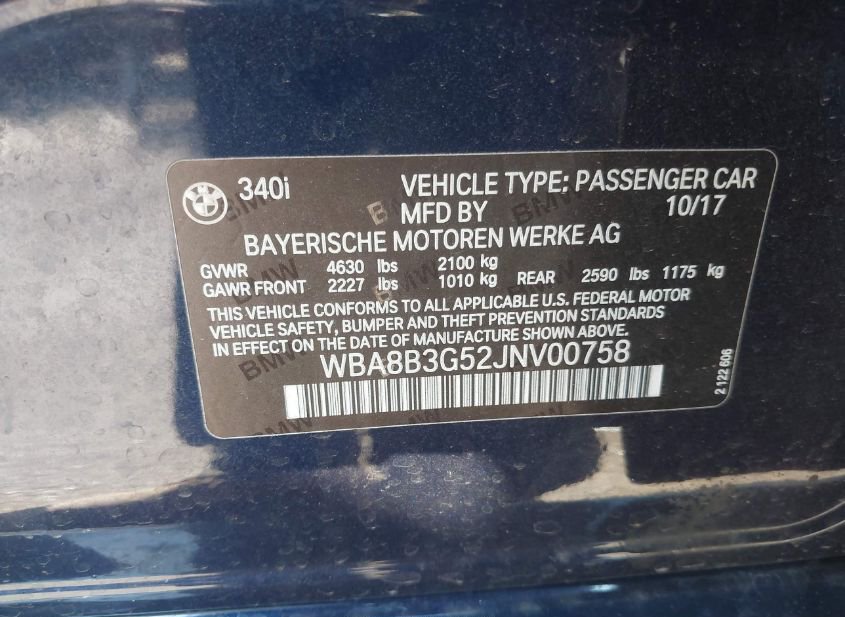 340i VEHICLE TYPE: PASSENGER CAR
MFD BY 10/17
BAYERISCHE MOTOREN WERKE AG
GVWR 4630 lbs 2100 kg
GAWR FRONT 2227 lbs 1010 kg REAR 2590 lbs 1175 kg
THIS VEHICLE CONFORMS TO ALL APPLICABLE U.S. FEDERAL MOTOR
VEHICLE SAFETY, BUMPER AND THEFT PREVENTION STANDARDS
IN EFFECT ON THE DATE OF MANUFACTURE SHOWN ABOVE.
WBA8B3G52JNV00758
2 122 606